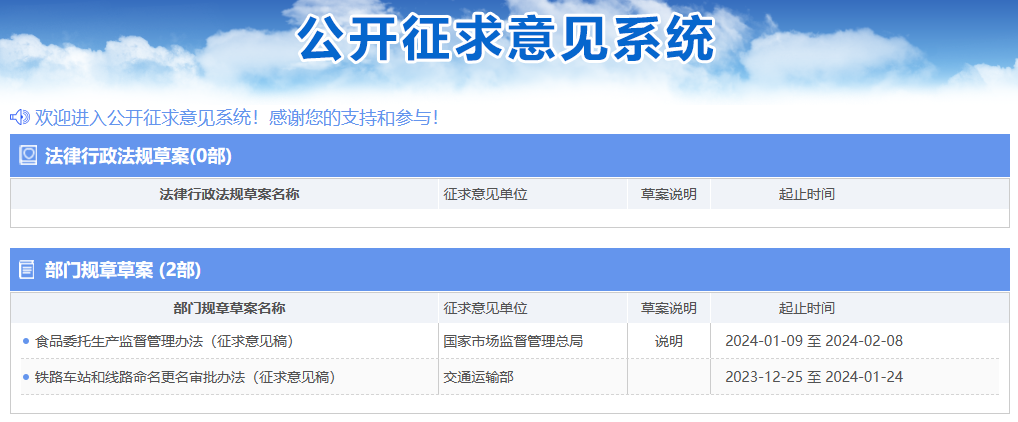 公开征求意见系统
欢迎进入公开征求意见系统！感谢您的支持和参与！
法律行政法规草案(0部)
法律行政法规草案名称 征求意见单位 草案说明 起止时间
部门规章草案 (2部)
部门规章草案名称 征求意见单位 草案说明 起止时间
食品委托生产监督管理办法（征求意见稿） 国家市场监督管理总局 说明 2024-01-09 至 2024-02-08
铁路车站和线路命名更名审批办法（征求意见稿） 交通运输部 2023-12-25 至 2024-01-24